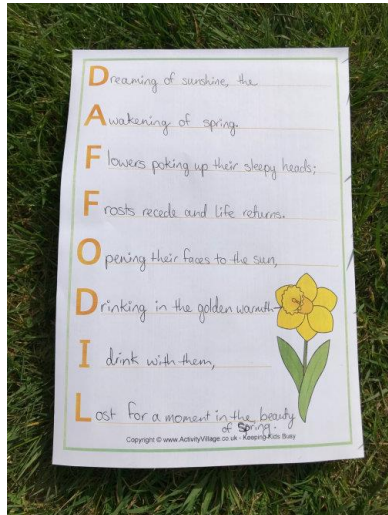 Dreaming of sunshine, the
Awakening of spring.
Flowers poking up their sleepy heads;
Frosts recede and life returns.
Opening their faces to the sun,
Drinking in the golden warmth-
I drink with them,
Lost for a moment in the beauty
of Spring.
Copyright © www.ActivityVillage.co.uk - Keeping Kids Busy